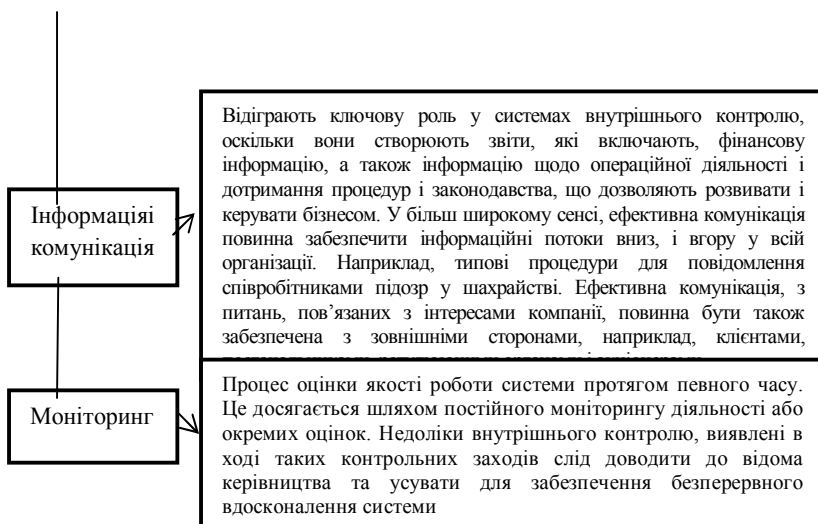 Інформаціяі
комунікація
Відіграють ключову роль у системах внутрішнього контролю,
оскільки вони створюють звіти, які включають, фінансову
інформацію, а також інформацію щодо операційної діяльності і
дотримання процедур і законодавства, що дозволяють розвивати і
керувати бізнесом. У більш широкому сенсі, ефективна комунікація
повинна забезпечити інформаційні потоки вниз, і вгору у всій
організації. Наприклад, типові процедури для повідомлення
співробітниками підозр у шахрайстві. Ефективна комунікація, з
питань, пов’язаних з інтересами компанії, повинна бути також
забезпечена з зовнішніми сторонами, наприклад, клієнтами,
Моніторинг
Процес оцінки якості роботи системи протягом певного часу.
Це досягається шляхом постійного моніторингу діяльності або
окремих оцінок. Недоліки внутрішнього контролю, виявлені в
ході таких контрольних заходів слід доводити до відома
керівництва та усувати для забезпечення безперервного
вдосконалення системи